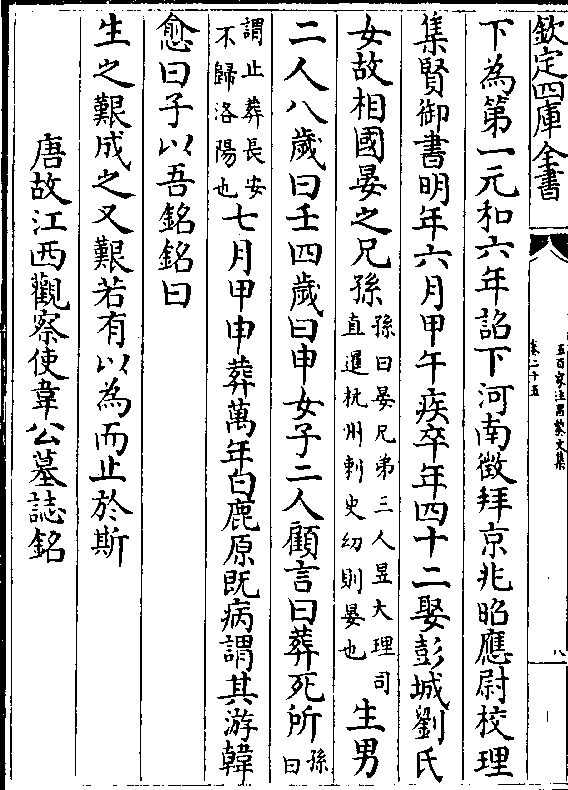 欽定四庫全書
五百家注昌黎文集
卷二十五
八
下為第一元和六年詔下河南徵拜京兆昭應尉校理
集賢御書明年六月甲午疾卒年四十二娶彭城劉氏
女故相國晏之兄孫孫曰晏兄弟三人昱大理司直暹杭州刺史㓜則晏也生男
二人八歲曰壬四歲曰申女子二人顧言曰葬死所孫曰
謂止葬長安不歸洛陽也七月甲申葬萬年白鹿原既病謂其游韓
愈曰子以吾銘銘曰
生之艱成之又艱若有以為而止於斯
唐故江西觀察使韋公墓誌銘